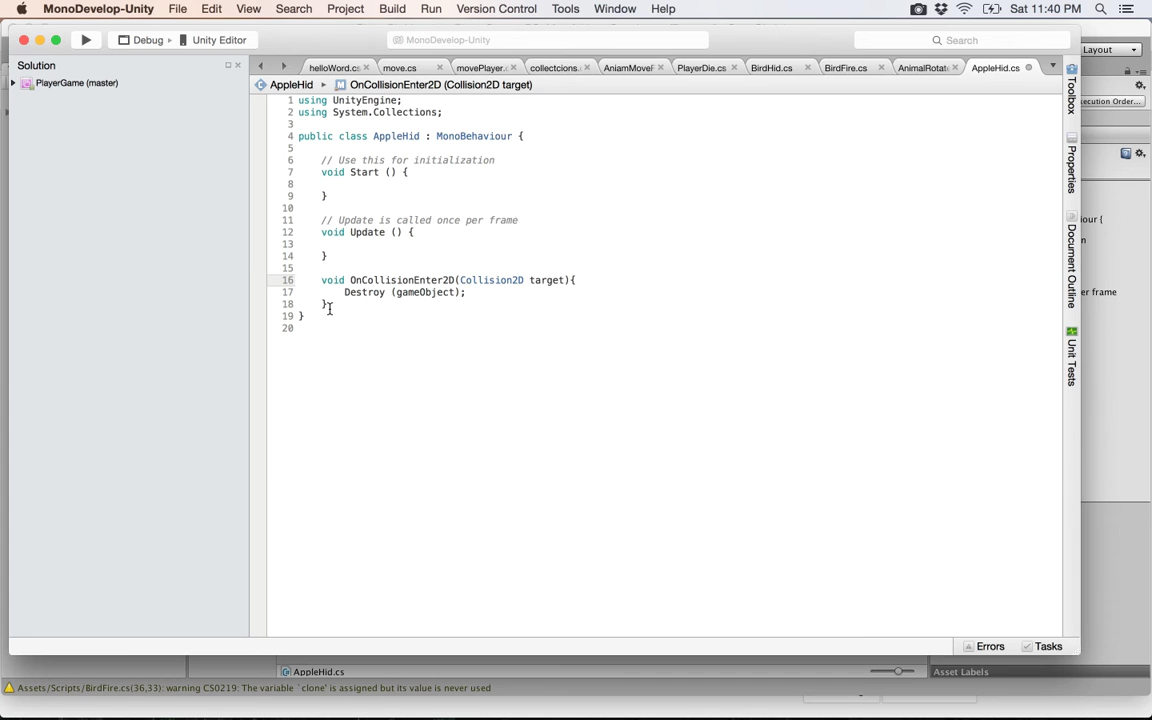 MonoDevelop-Unity File Edit View Search Project Build Run Version Control Tools Window Help Sat 11:40 PM
Debug Unity Editor MonoDevelop-Unity Search Layout
Solution helloWord.cs move.cs movePlayer. collectcions. AniamMoveF PlayerDie.cs BirdHid.cs BirdFire.cs AnimalRotate AppleHid.cs
PlayerGame (master) AppleHid OnCollisionEnter2D (Collision2D target)
ecution Order...
1 using UnityEngine;
2 using System.Collections;
3
4 public class AppleHid : MonoBehaviour {
5
6 // Use this for initialization
7 void Start () {
8
9 }
10
11 // Update is called once per frame
12 void Update () {
13
14 }
15
16 void OnCollisionEnter2D(Collision2D target){
17 Destroy (gameObject);
18 }
19 }
20
Toolbox
Properties
Document Outline
Unit Tests
our {
n
er frame
Errors Tasks
AppleHid.cs Asset Labels
Assets/Scripts/BirdFire.cs(36,33): warning CS0219: The variable `clone' is assigned but its value is never used